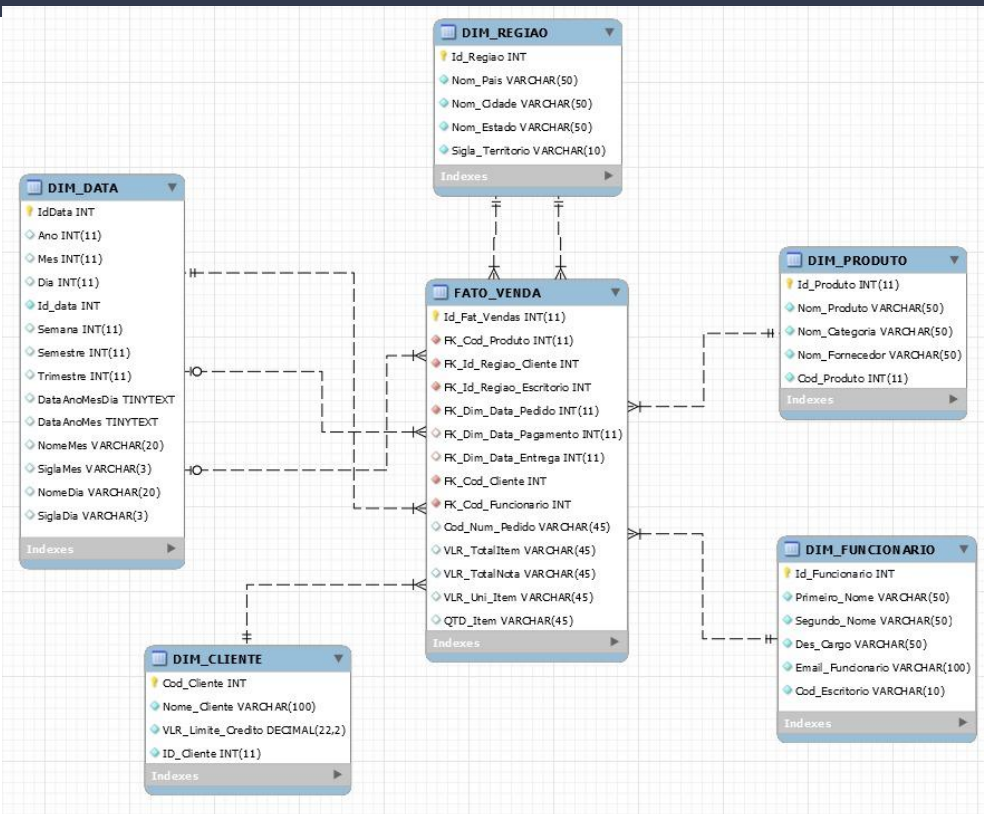 DIM_REGIAO
Id_Regiao INT
Nom_Pais VARCHAR(50)
Nom_Cidade VARCHAR(50)
Nom_Estado VARCHAR(50)
Sigla_Territorio VARCHAR(10)
Indexes
DIM_DATA
IdData INT
Ano INT(11)
Mes INT(11)
Dia INT(11)
Id_data INT
Semana INT(11)
Semestre INT(11)
Trimestre INT(11)
DataAnoMesDia TINYTEXT
DataAnoMes TINYTEXT
NomeMes VARCHAR(20)
SiglaMes VARCHAR(3)
NomeDia VARCHAR(20)
SiglaDia VARCHAR(3)
Indexes
FATO_VENDA
Id_Fat_Vendas INT(11)
FK_Cod_Produto INT(11)
FK_Id_Regiao_Cliente INT
FK_Id_Regiao_Escritorio INT
FK_Dim_Data_Pedido INT(11)
FK_Dim_Data_Pagamento INT(11)
FK_Dim_Data_Entrega INT(11)
FK_Cod_Cliente INT
FK_Cod_Funcionario INT
Cod_Num_Pedido VARCHAR(45)
VLR_TotalItem VARCHAR(45)
VLR_TotalNota VARCHAR(45)
VLR_Uni_Item VARCHAR(45)
QTD_Item VARCHAR(45)
Indexes
DIM_PRODUTO
Id_Produto INT(11)
Nom_Produto VARCHAR(50)
Nom_Categoria VARCHAR(50)
Nom_Fornecedor VARCHAR(50)
Cod_Produto INT(11)
Indexes
DIM_FUNCIONARIO
Id_Funcionario INT
Primeiro_Nome VARCHAR(50)
Segundo_Nome VARCHAR(50)
Des_Cargo VARCHAR(50)
Email_Funcionario VARCHAR(100)
Cod_Escritorio VARCHAR(10)
Indexes
DIM_CLIENTE
Cod_Cliente INT
Nome_Cliente VARCHAR(100)
VLR_Limite_Credito DECIMAL(22,2)
ID_Cliente INT(11)
Indexes